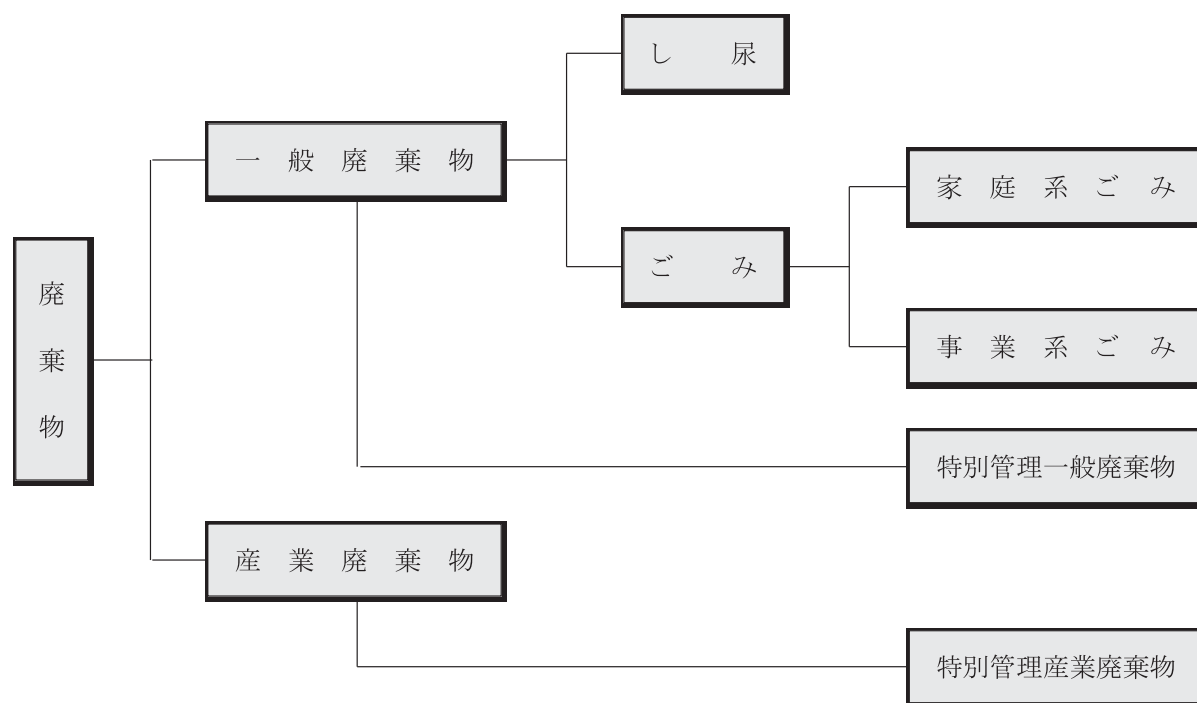 し尿
一般廃棄物
家庭系ごみ
ごみ
廃棄物
事業系ごみ
特別管理一般廃棄物
産業廃棄物
特別管理産業廃棄物